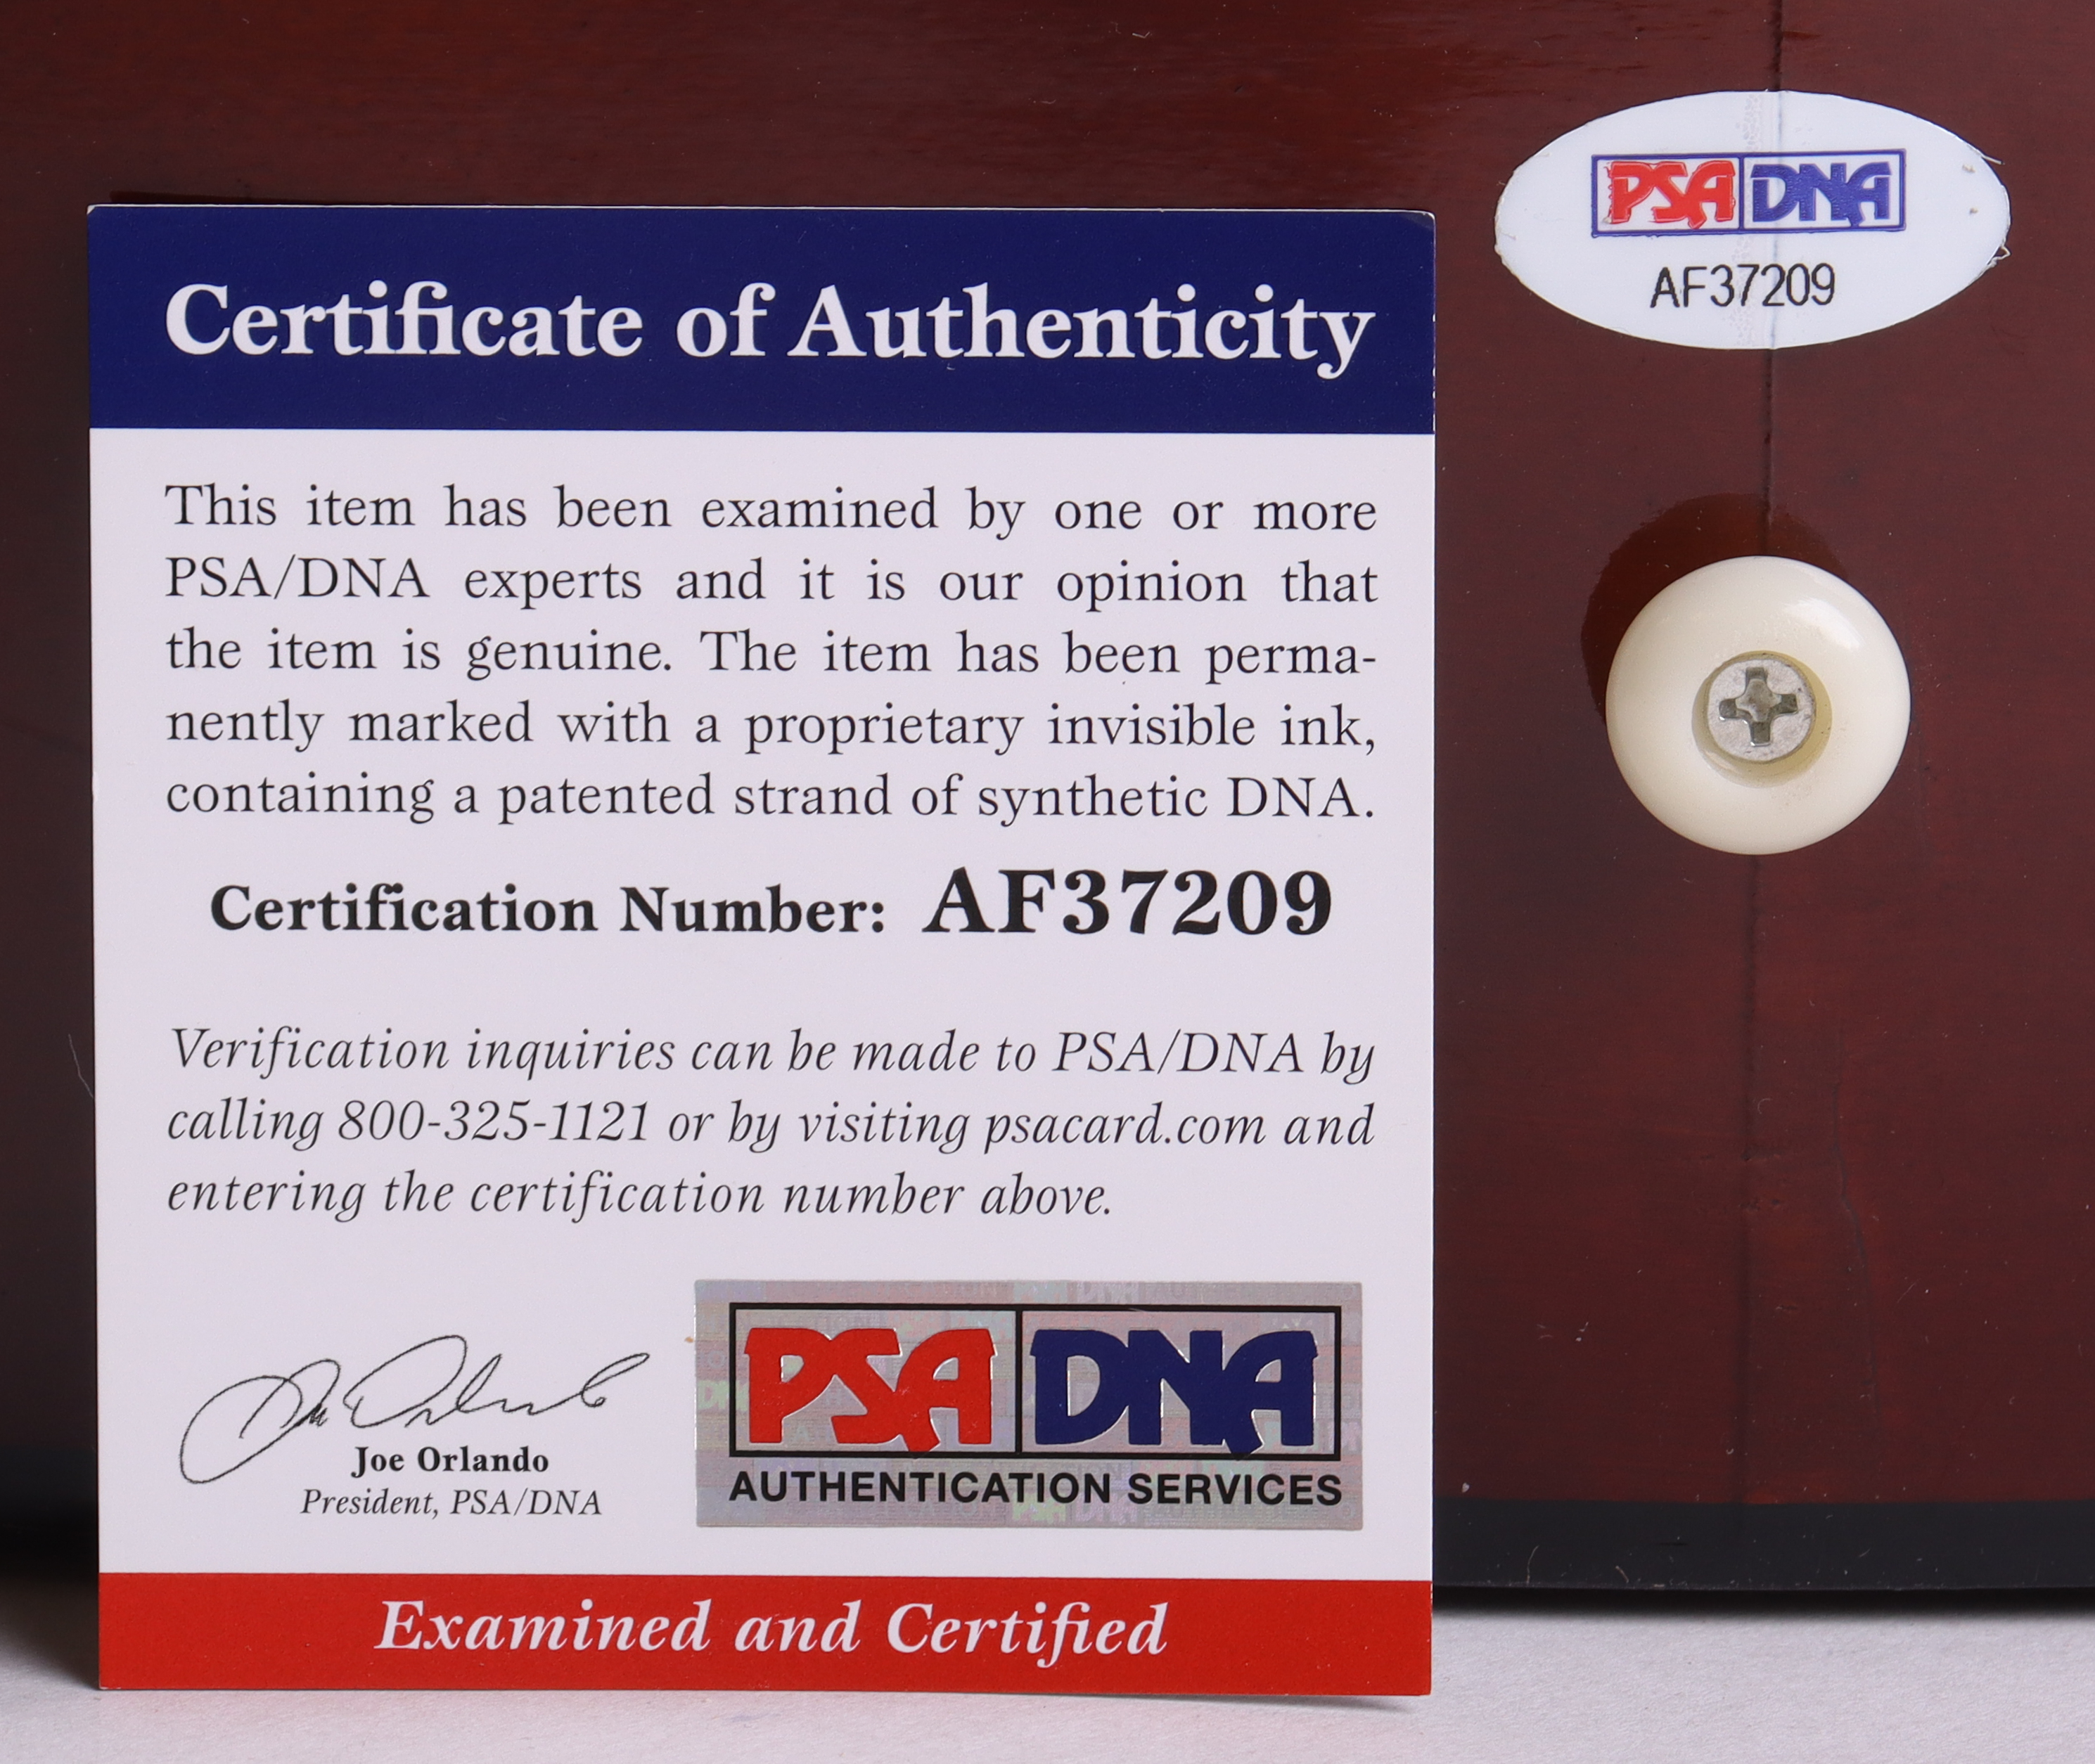 PSA DNA
AF37209
Certificate of Authenticity
This item has been examined by one or more
PSA/DNA experts and it is our opinion that
the item is genuine. The item has been perma-
nently marked with a proprietary invisible ink,
containing a patented strand of synthetic DNA.
Certification Number: AF37209
Verification inquiries can be made to PSA/DNA by
calling 800-325-1121 or by visiting psacard.com and
entering the certification number above.
Joe Orlando
President, PSA/DNA
PSA DNA
AUTHENTICATION SERVICES
Examined and Certified